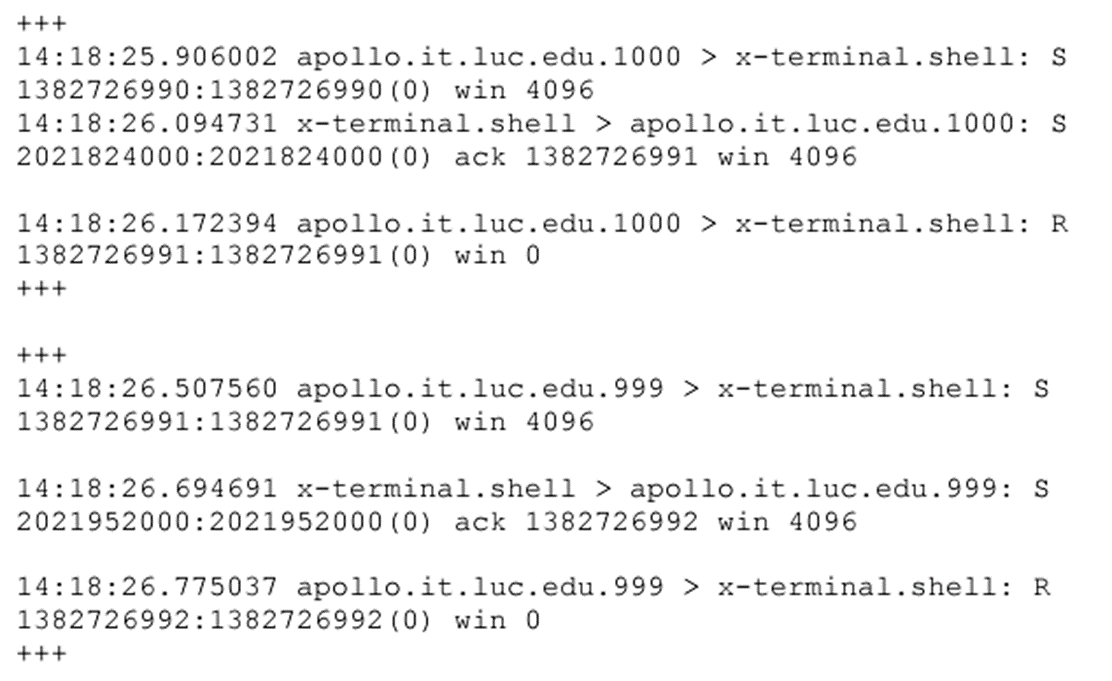 +++
14:18:25.906002 apollo.it.luc.edu.1000 > x-terminal.shell: S
1382726990:1382726990(0) win 4096
14:18:26.094731 x-terminal.shell > apollo.it.luc.edu.1000: S
2021824000:2021824000(0) ack 1382726991 win 4096
14:18:26.172394 apollo.it.luc.edu.1000 > x-terminal.shell: R
1382726991:1382726991(0) win 0
+++
+++
14:18:26.507560 apollo.it.luc.edu.999 > x-terminal.shell: S
1382726991:1382726991(0) win 4096
14:18:26.694691 x-terminal.shell > apollo.it.luc.edu.999: S
2021952000:2021952000(0) ack 1382726992 win 4096
14:18:26.775037 apollo.it.luc.edu.999 > x-terminal.shell: R
1382726992:1382726992(0) win 0
+++